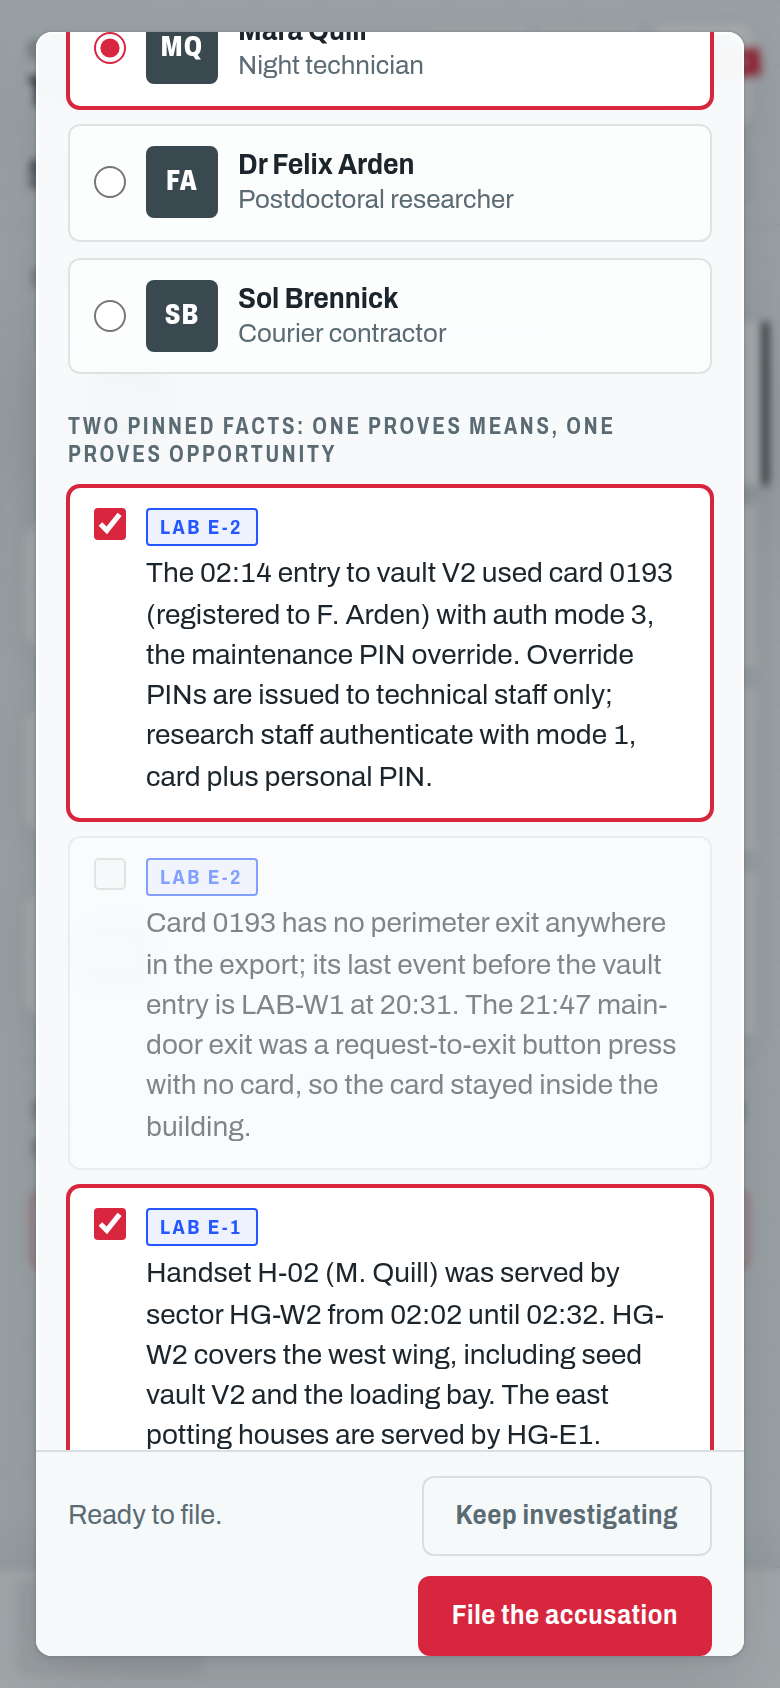 MQ
Mara Quill
Night technician
FA
Dr Felix Arden
Postdoctoral researcher
SB
Sol Brennick
Courier contractor
TWO PINNED FACTS: ONE PROVES MEANS, ONE
PROVES OPPORTUNITY
LAB E-2
The 02:14 entry to vault V2 used card 0193
(registered to F. Arden) with auth mode 3,
the maintenance PIN override. Override
PINs are issued to technical staff only;
research staff authenticate with mode 1,
card plus personal PIN.
LAB E-2
Card 0193 has no perimeter exit anywhere
in the export; its last event before the vault
entry is LAB-W1 at 20:31. The 21:47 main-
door exit was a request-to-exit button press
with no card, so the card stayed inside the
building.
LAB E-1
Handset H-02 (M. Quill) was served by
sector HG-W2 from 02:02 until 02:32. HG-
W2 covers the west wing, including seed
vault V2 and the loading bay. The east
potting houses are served by HG-E1.
Ready to file.
Keep investigating
File the accusation